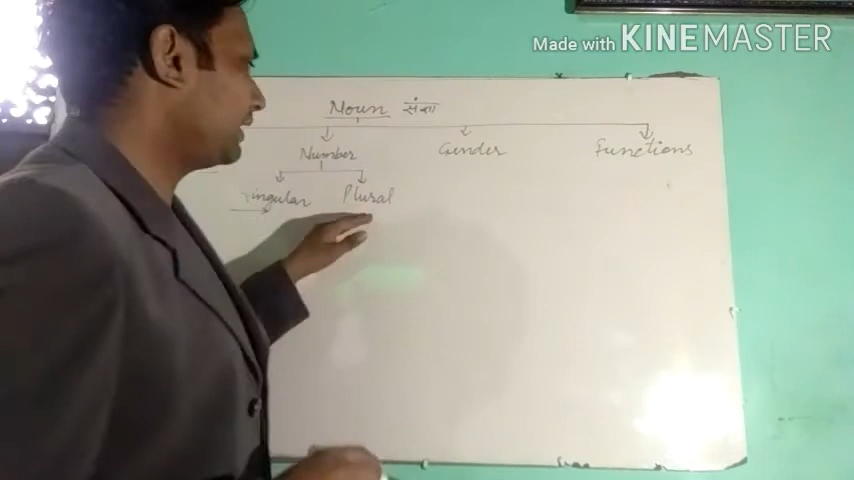 Made with KINEMASTER
Noun संज्ञा
Number Gender Functions
Singular Plural